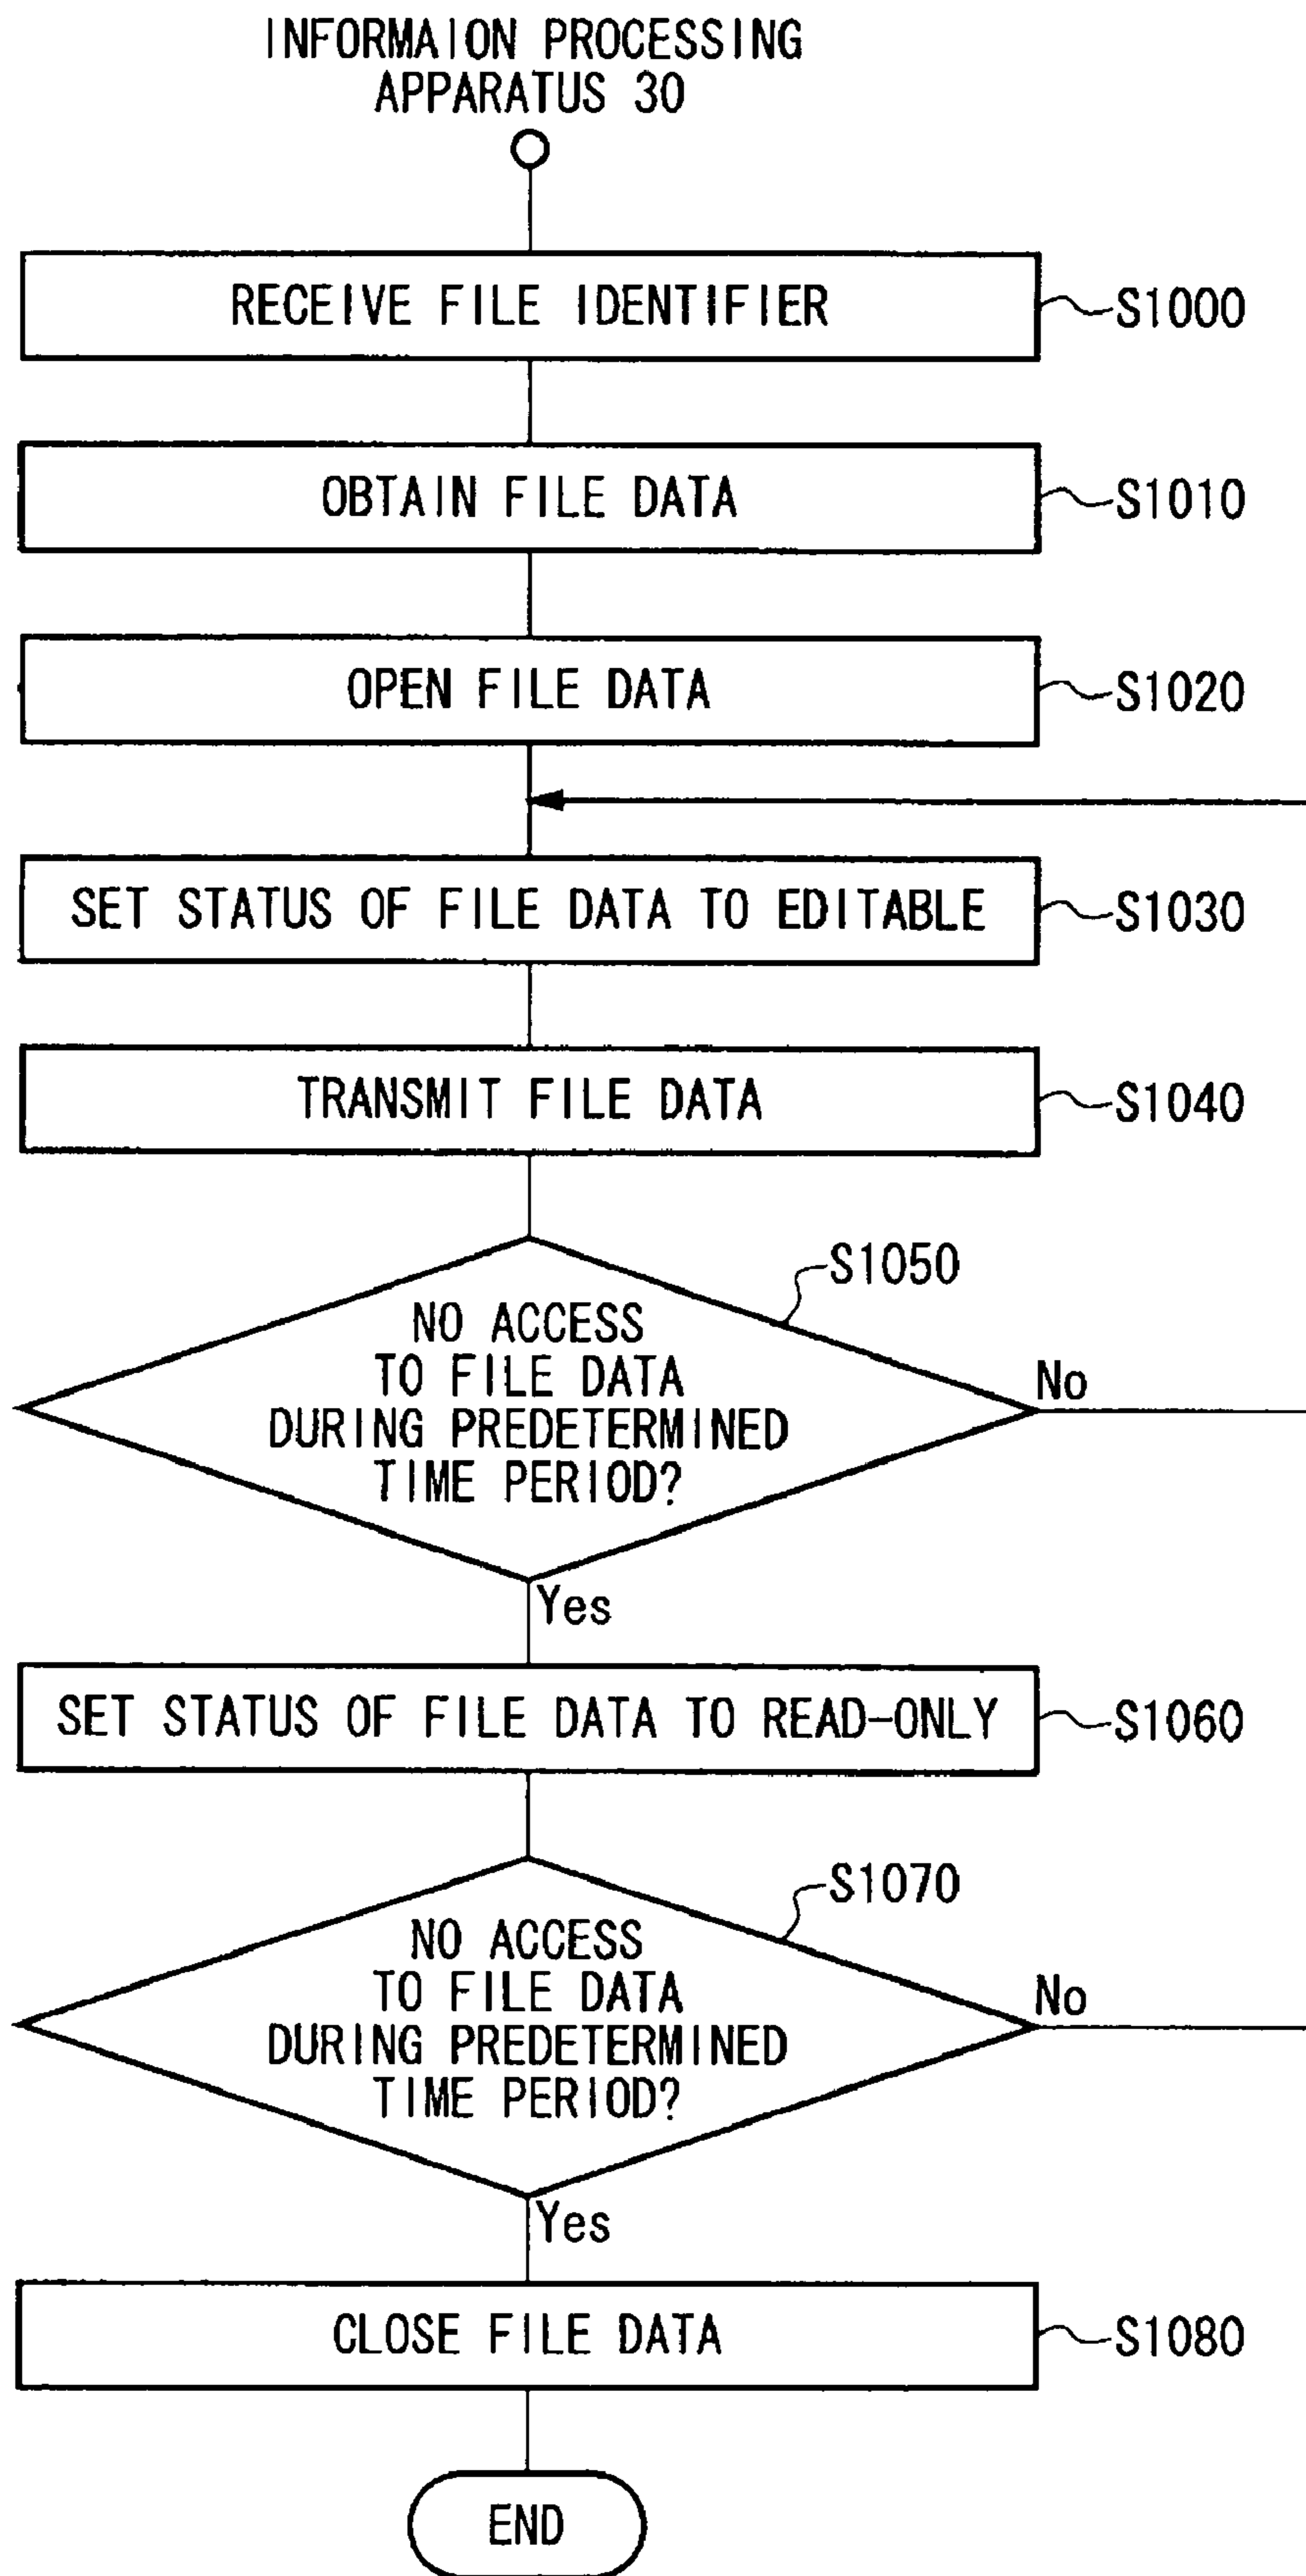 INFORMAION PROCESSING
APPARATUS 30
RECEIVE FILE IDENTIFIER
S1000
OBTAIN FILE DATA
S1010
OPEN FILE DATA
S1020
SET STATUS OF FILE DATA TO EDITABLE
S1030
TRANSMIT FILE DATA
S1040
S1050
NO ACCESS
TO FILE DATA
DURING PREDETERMINED
TIME PERIOD?
No
Yes
SET STATUS OF FILE DATA TO READ-ONLY
S1060
S1070
NO ACCESS
TO FILE DATA
DURING PREDETERMINED
TIME PERIOD?
No
Yes
CLOSE FILE DATA
S1080
END